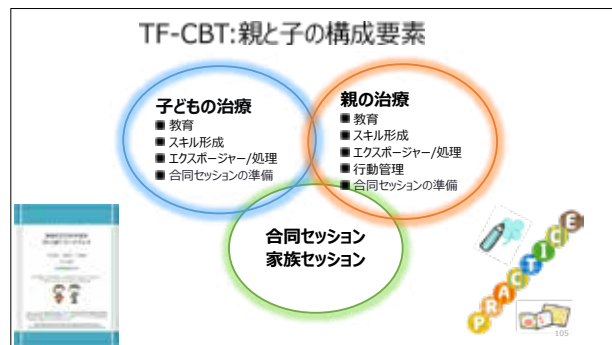 TF-CBT:親と子の構成要素
子どもの治療
■ 教育
■ スキル形成
■ エクスポージャー/処理
■ 合同セッションの準備
親の治療
■ 教育
■ スキル形成
■ エクスポージャー/処理
■ 行動管理
■ 合同セッションの準備
合同セッション
家族セッション
PRACTICE
105